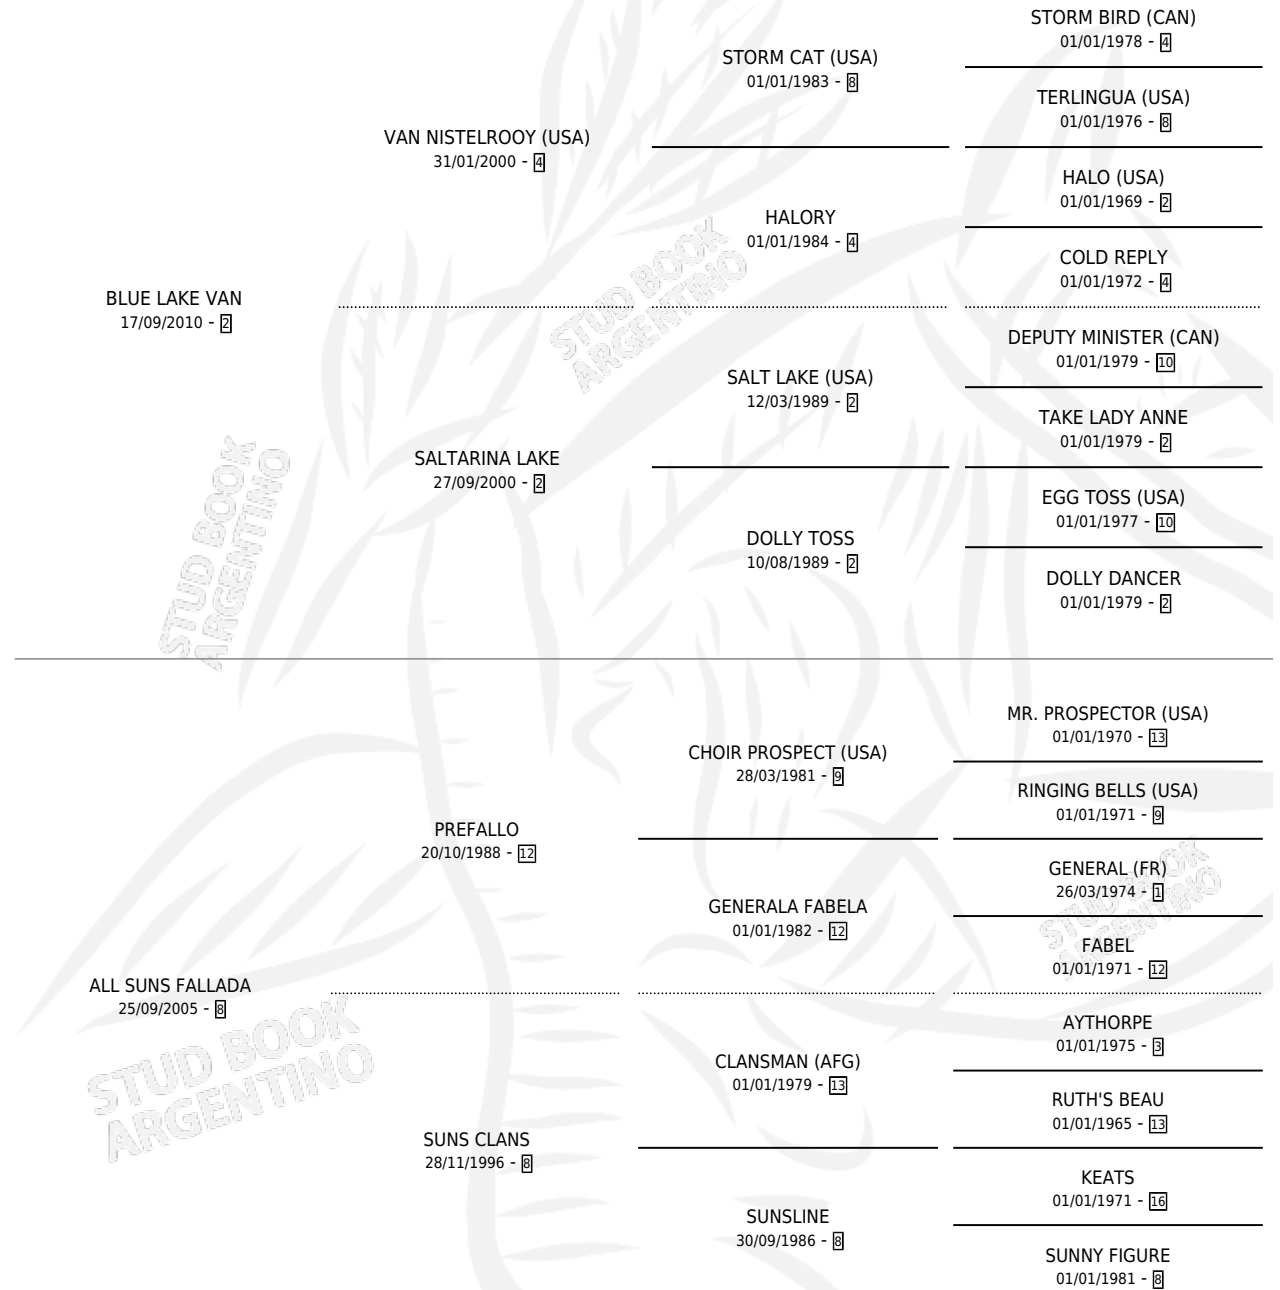 STORM BIRD (CAN)
01/01/1978 - 4
STORM CAT (USA)
01/01/1983 - 8
TERLINGUA (USA)
01/01/1976 - 8
VAN NISTELROOY (USA)
31/01/2000 - 4
HALO (USA)
01/01/1969 - 2
HALORY
01/01/1984 - 4
COLD REPLY
01/01/1972 - 4
BLUE LAKE VAN
17/09/2010 - 2
DEPUTY MINISTER (CAN)
01/01/1979 - 10
SALT LAKE (USA)
12/03/1989 - 2
TAKE LADY ANNE
01/01/1979 - 2
SALTARINA LAKE
27/09/2000 - 2
EGG TOSS (USA)
01/01/1977 - 10
DOLLY TOSS
10/08/1989 - 2
DOLLY DANCER
01/01/1979 - 2
MR. PROSPECTOR (USA)
01/01/1970 - 13
CHOIR PROSPECT (USA)
28/03/1981 - 9
RINGING BELLS (USA)
01/01/1971 - 9
PREFALLO
20/10/1988 - 12
GENERAL (FR)
26/03/1974 - 1
GENERALA FABELA
01/01/1982 - 12
FABEL
01/01/1971 - 12
ALL SUNS FALLADA
25/09/2005 - 8
AYTHORPE
01/01/1975 - 3
CLANSMAN (AFG)
01/01/1979 - 13
RUTH'S BEAU
01/01/1965 - 13
SUNS CLANS
28/11/1996 - 8
KEATS
01/01/1971 - 16
SUNSLINE
30/09/1986 - 8
SUNNY FIGURE
01/01/1981 - 8
STUD BOOK
ARGENTINO
STUD BOOK
ARGENTINO
STUD BOOK
ARGENTINO
STUD BOOK
ARGENTINO